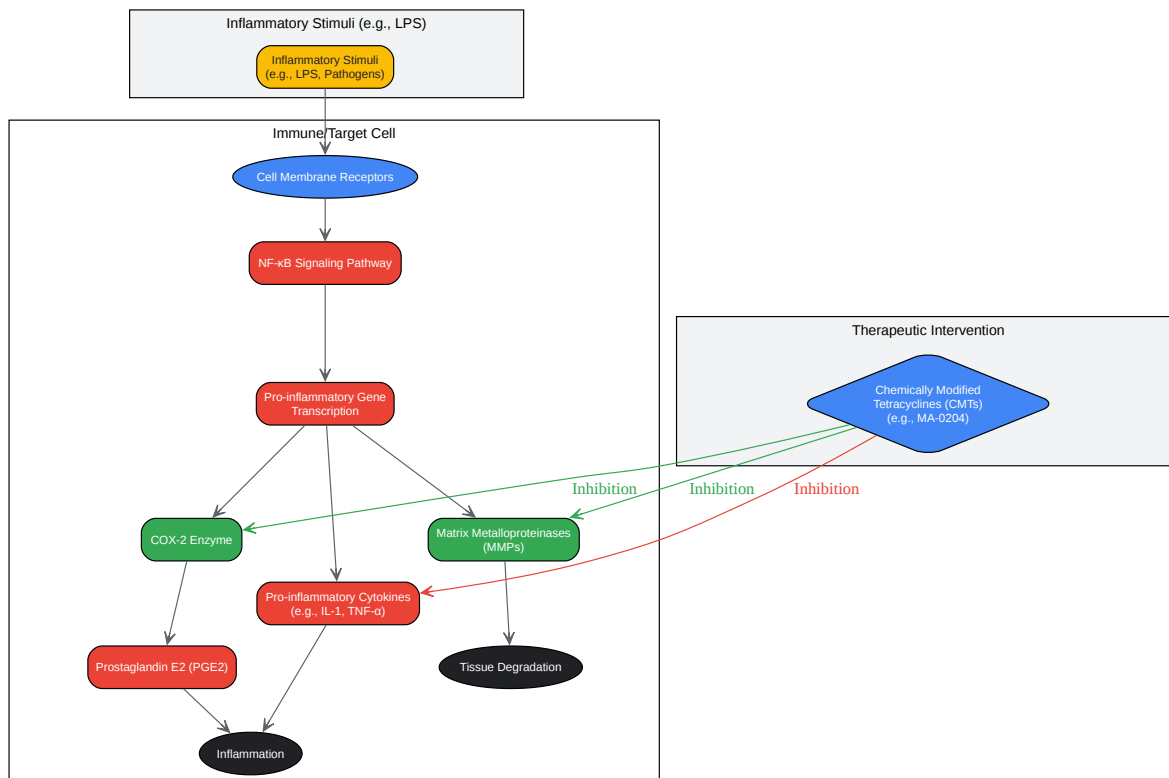 Inflammatory Stimuli (e.g., LPS)
Inflammatory Stimuli
(e.g., LPS, Pathogens)
Immune/Target Cell
Cell Membrane Receptors
NF-κB Signaling Pathway
Therapeutic Intervention
Chemically Modified
Tetracyclines (CMTs)
(e.g., MA-0204)
Pro-inflammatory Gene
Transcription
Inhibition
Inhibition
Inhibition
COX-2 Enzyme
Matrix Metalloproteinases
(MMPs)
Pro-inflammatory Cytokines
(e.g., IL-1, TNF-α)
Prostaglandin E2 (PGE2)
Tissue Degradation
Inflammation